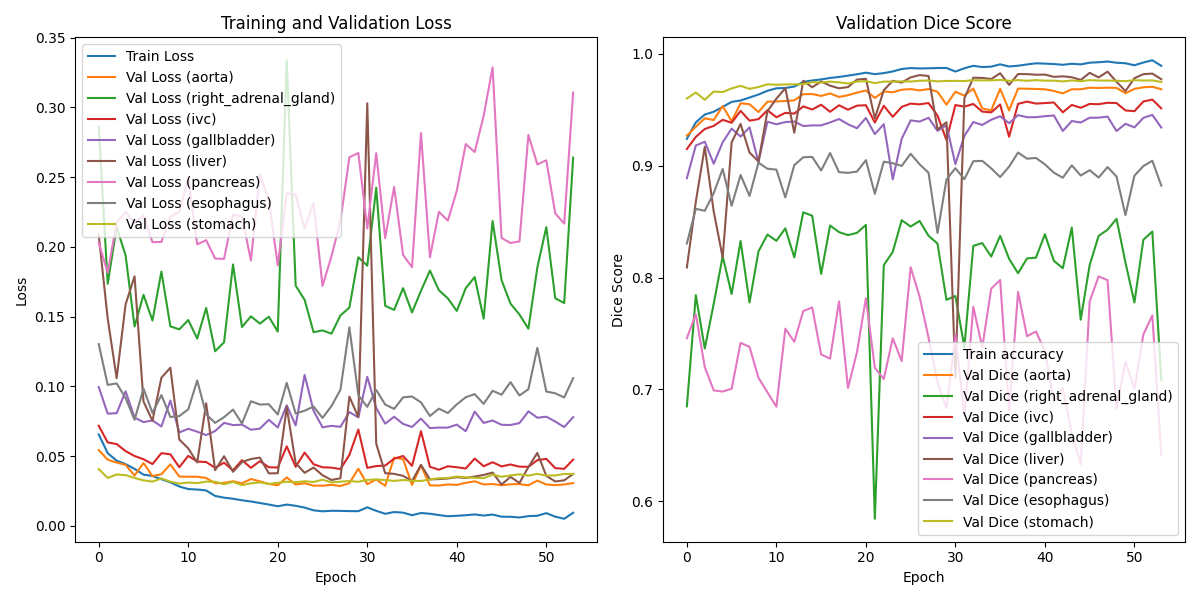 Training and Validation Loss
0.35
0.30
0.25
0.20
0.15
0.10
0.05
0.00
Loss
Train Loss
Val Loss (aorta)
Val Loss (right_adrenal_gland)
Val Loss (ivc)
Val Loss (gallbladder)
Val Loss (liver)
Val Loss (pancreas)
Val Loss (esophagus)
Val Loss (stomach)
0 10 20 30 40 50
Epoch
Validation Dice Score
1.0
0.9
0.8
0.7
0.6
Dice Score
Train accuracy
Val Dice (aorta)
Val Dice (right_adrenal_gland)
Val Dice (ivc)
Val Dice (gallbladder)
Val Dice (liver)
Val Dice (pancreas)
Val Dice (esophagus)
Val Dice (stomach)
0 10 20 30 40 50
Epoch